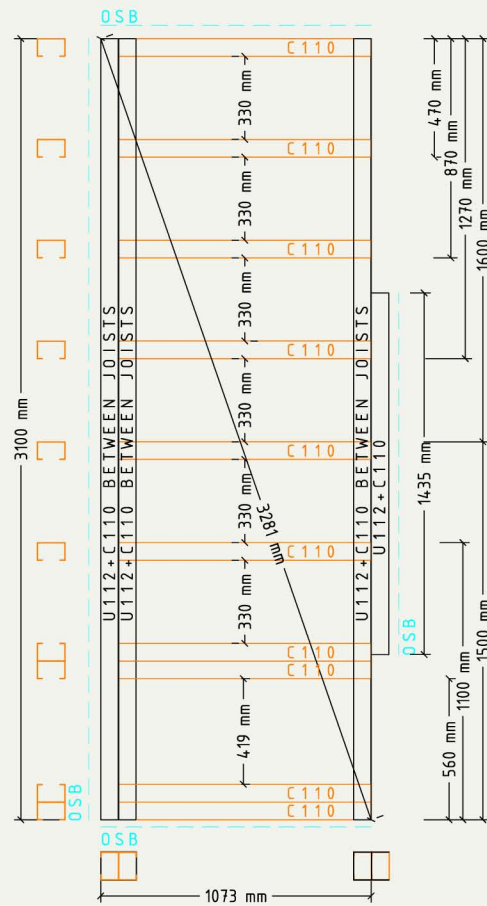 OSB
C110
330 mm
470 mm
870 mm
1270 mm
1600 mm
C110
330 mm
C110
330 mm
C110
330 mm
C110
330 mm
C110
330 mm
C110
C110
419 mm
C110
C110
3100 mm
U112+C110 BETWEEN JOISTS
U112+C110 BETWEEN JOISTS
3281 mm
U112+C110 BETWEEN JOISTS
U112+C110
1435 mm
OSB
1500 mm
1100 mm
560 mm
OSB
OSB
1073 mm